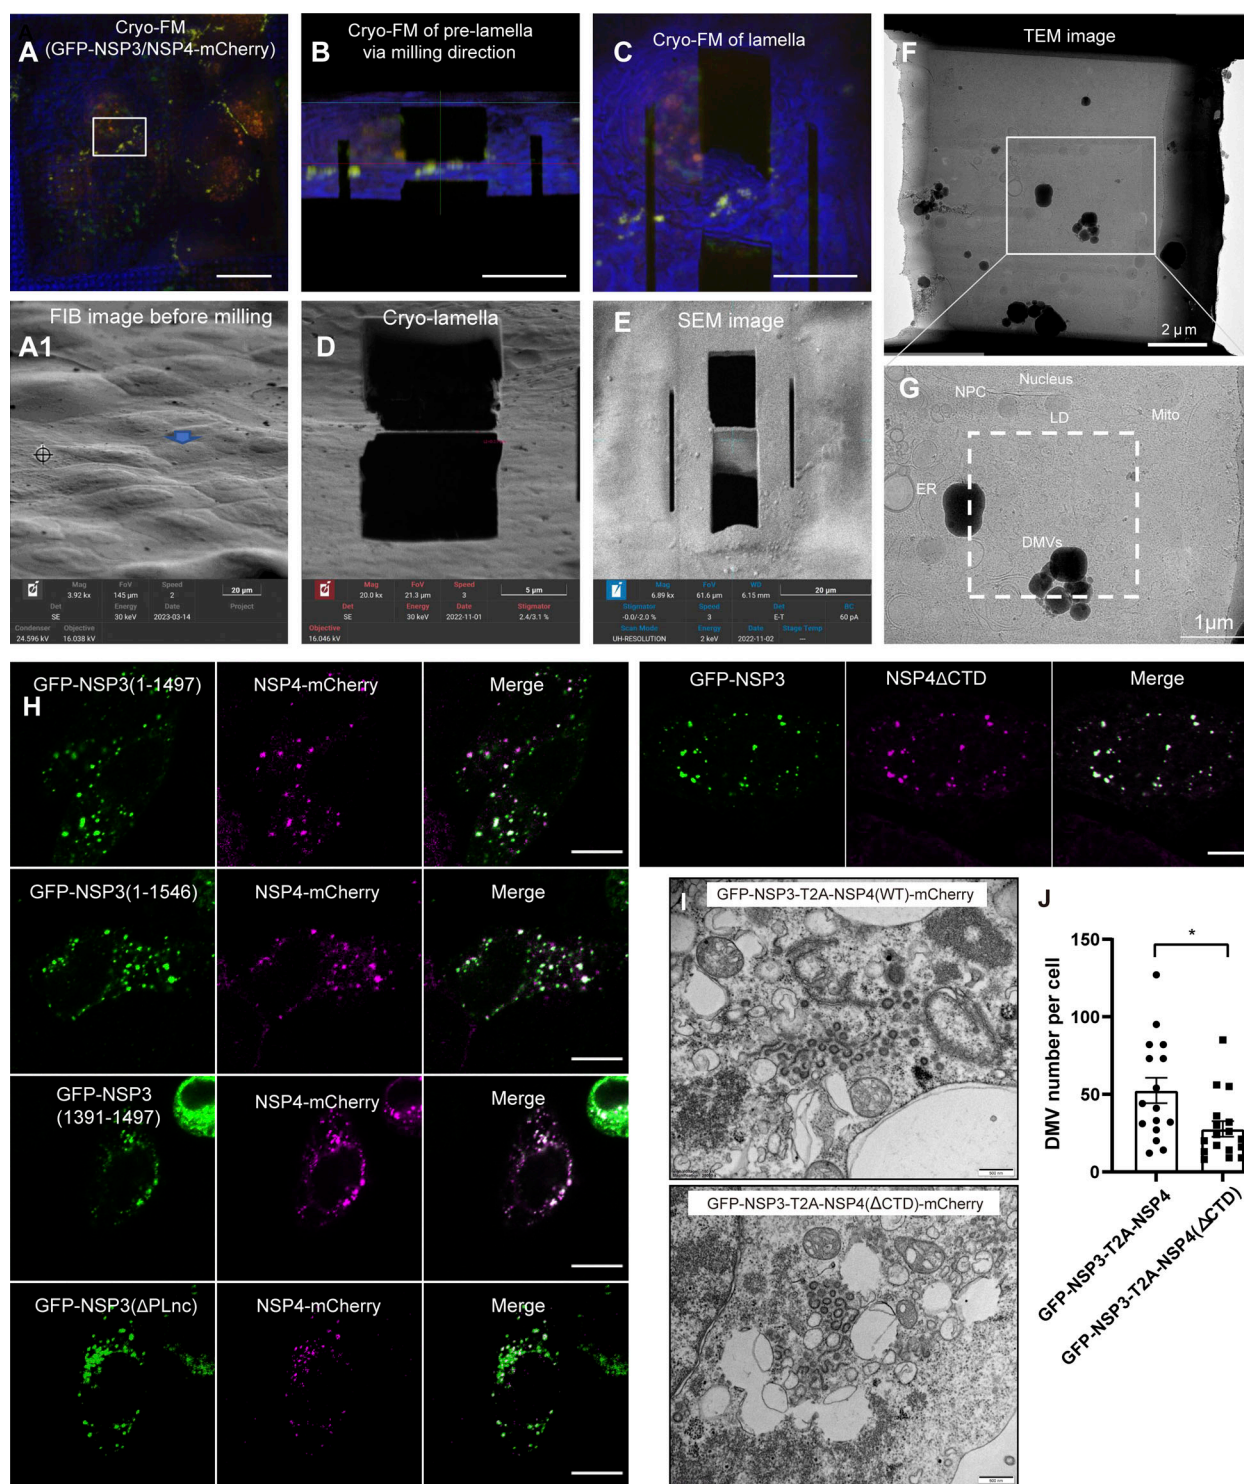 A
Cryo-FM
(GFP-NSP3/NSP4-mCherry)
B
Cryo-FM of pre-lamella
via milling direction
C
Cryo-FM of lamella
F
TEM image
2 μm
A1
FIB image before milling
Mag
FoV
Speed
20 μm
3.92 kx
145 μm
2
Det
Energy
Date
Project
SE
30 keV
2023-03-14
Condenser
Objective
24.596 kV
16.038 kV
D
Cryo-lamella
Mag
FoV
Speed
5 μm
20.0 kx
21.3 μm
3
Det
Energy
Date
Stigmator
SE
30 keV
2022-11-01
2.4/3.1 %
Objective
16.046 kV
E
SEM image
Mag
FoV
WD
20 μm
6.89 kx
61.6 μm
6.15 mm
Stigmator
Speed
Det
BC
-0.0/-2.0 %
3
E-T
60 pA
Scan Mode
Energy
Date
Stage Temp
UH-RESOLUTION
2 keV
2022-11-02
—
G
NPC
Nucleus
LD
Mito
ER
DMVs
1μm
H
GFP-NSP3(1-1497)
NSP4-mCherry
Merge
GFP-NSP3(1-1546)
NSP4-mCherry
Merge
GFP-NSP3
(1391-1497)
NSP4-mCherry
Merge
GFP-NSP3(ΔPLnc)
NSP4-mCherry
Merge
GFP-NSP3
NSP4ΔCTD
Merge
I
GFP-NSP3-T2A-NSP4(WT)-mCherry
500 nm
GFP-NSP3-T2A-NSP4(ΔCTD)-mCherry
500 nm
J
*
DMV number per cell
150
100
50
0
GFP-NSP3-T2A-NSP4
GFP-NSP3-T2A-NSP4(ΔCTD)